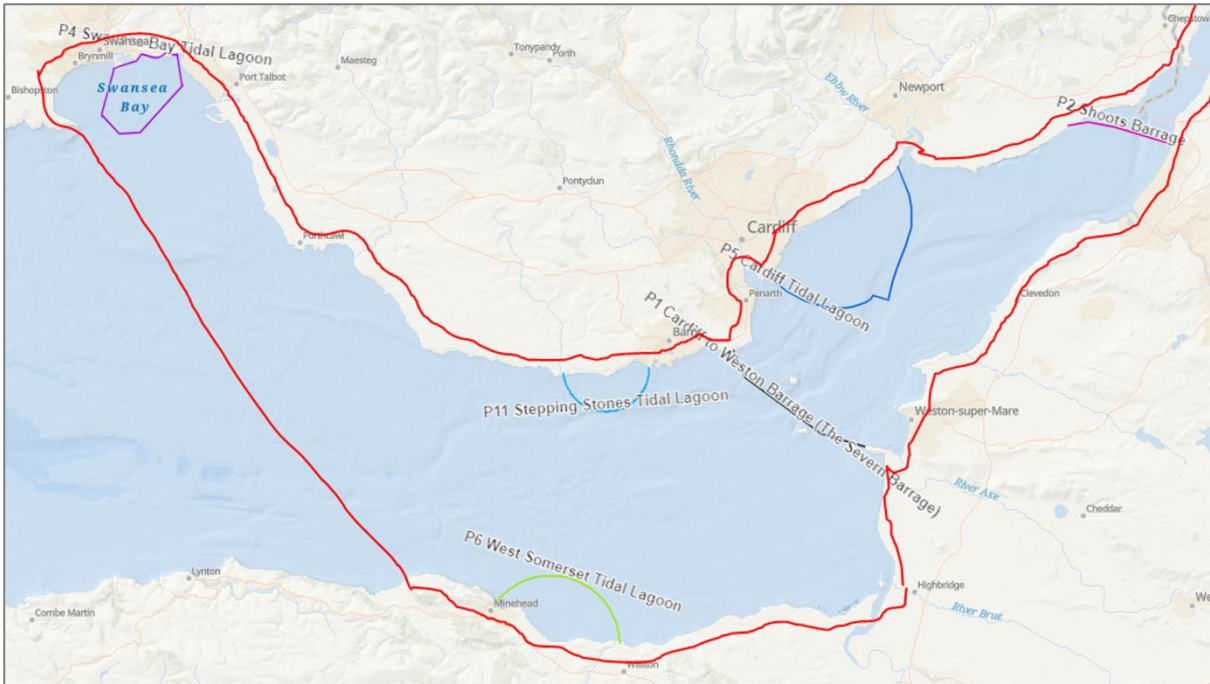 Chepstow
P4 Swansea Bay Tidal Lagoon
Swansea
Brynmill
Tonypandy
Porth
Maesteg
Port Talbot
Bishopston
Swansea
Bay
Ebbw River
Newport
P2 Shoots Barrage
Rhondda River
Pontyclun
Porthcawl
Cardiff
P5 Cardiff Tidal Lagoon
Penarth
Clevedon
P1 Cardiff to Weston Barrage (The Severn Barrage)
P11 Stepping Stones Tidal Lagoon
Weston-super-Mare
River Axe
Cheddar
P6 West Somerset Tidal Lagoon
Lynton
Combe Martin
Minehead
Highbridge
River Brue
Williton